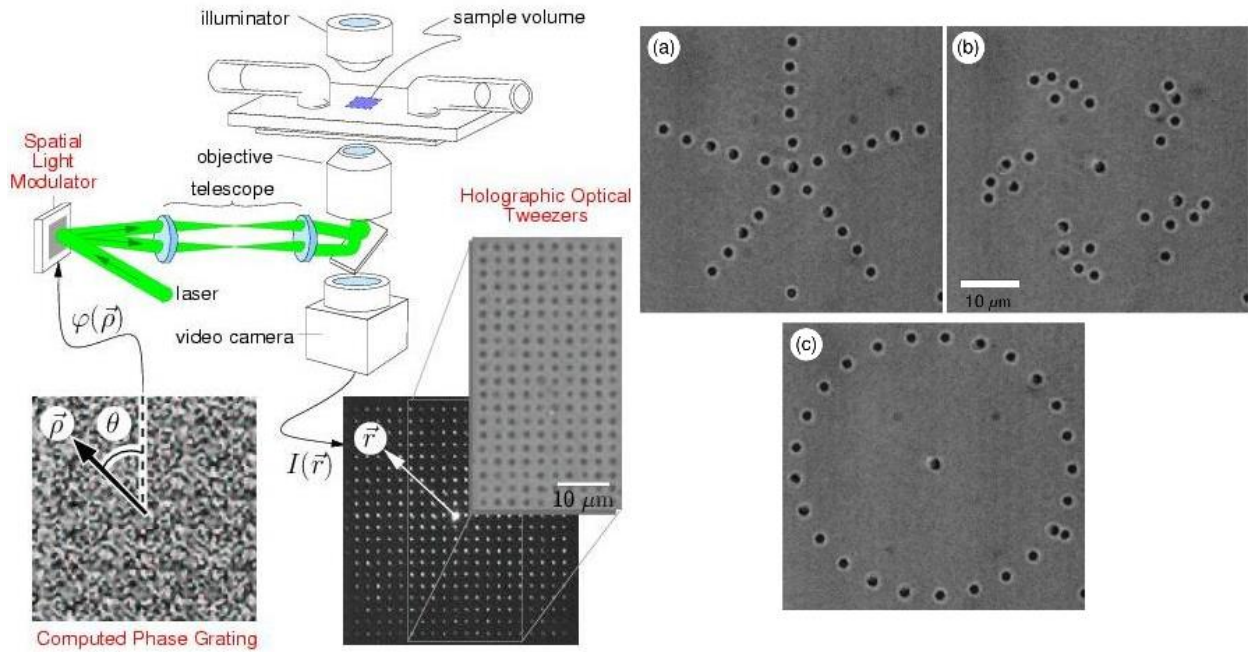 illuminator
sample volume
Spatial
Light
Modulator
objective
telescope
Holographic Optical
Tweezers
laser
φ(ρ⃗)
video camera
ρ⃗
θ
I(r⃗)
r⃗
10 μm
Computed Phase Grating
(a)
(b)
10 μm
(c)